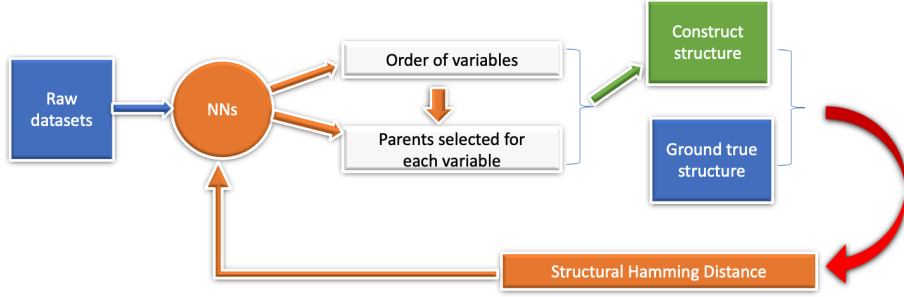 Raw
datasets
NNs
Order of variables
Parents selected for
each variable
Construct
structure
Ground true
structure
Structural Hamming Distance